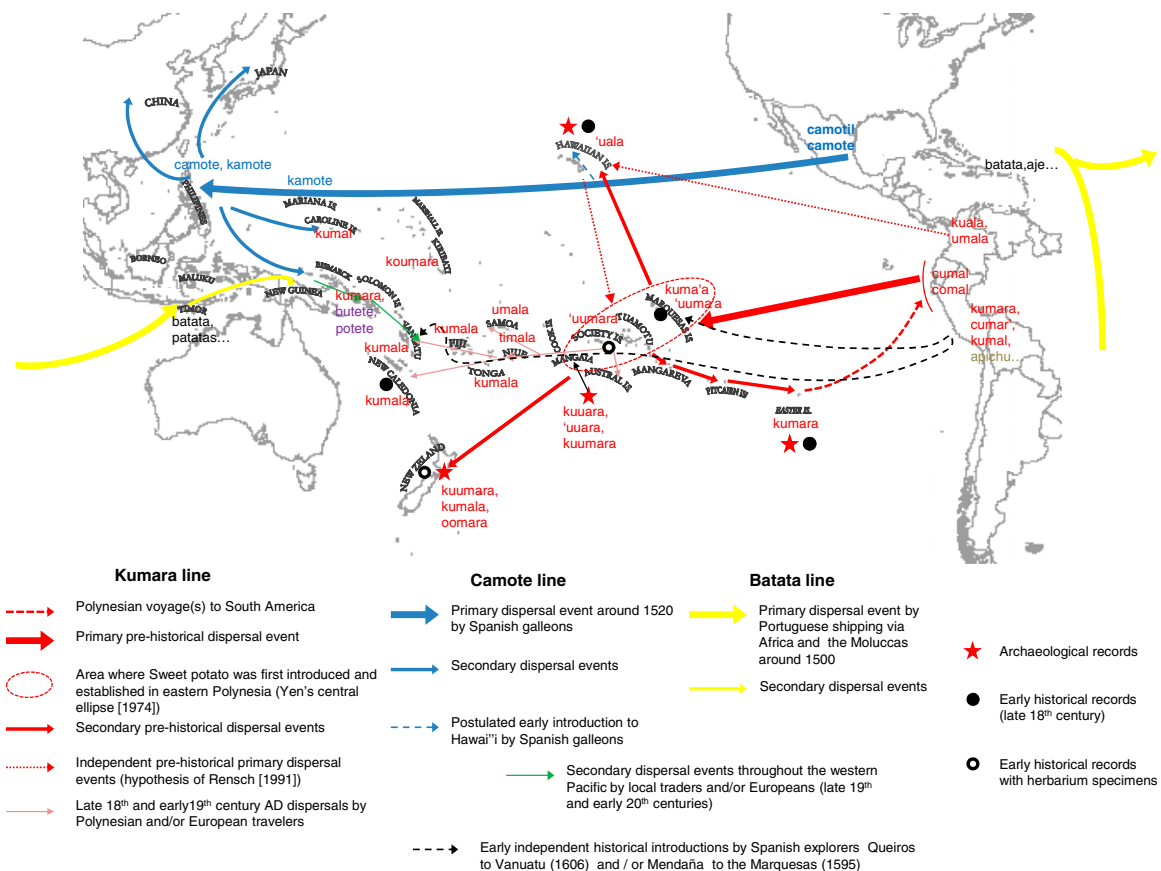 JAPAN
CHINA
camote, kamote
kamote
PHILIPPINES
MARIANA IS
CAROLINE IS
kumal
MARSHALL IS
KIRIBATI
koumara
BORNEO
MALUKU
TIMOR
batata,
patatas...
NEW GUINEA
BISMARCK
SOLOMON IS
kumara,
butete,
potete
VANUATU
kumala
NEW CALEDONIA
kumala
FIJI
kumala
umala
SAMOA
timala
NIUE
TONGA
kumala
COOK IS
MANGAIA
'uumara
SOCIETY IS
TUAMOTU
AUSTRAL IS
kuuara,
'uuara,
kuumara
kuma'a
'uuma'a
MARQUESAS IS
MANGAREVA
PITCAIRN IS
EASTER IS.
kumara
NEW ZELAND
kuumara,
kumala,
oomara
'uala
HAWAIIAN IS
camotil
camote
batata,aje...
kuala,
umala
cumal
comal
kumara,
cumar',
kumal,
apichu...
Kumara line
Polynesian voyage(s) to South America
Primary pre-historical dispersal event
Area where Sweet potato was first introduced and
established in eastern Polynesia (Yen's central
ellipse [1974])
Secondary pre-historical dispersal events
Independent pre-historical primary dispersal
events (hypothesis of Rensch [1991])
Late 18th and early19th century AD dispersals by
Polynesian and/or European travelers
Camote line
Primary dispersal event around 1520
by Spanish galleons
Secondary dispersal events
Postulated early introduction to
Hawai''i by Spanish galleons
Secondary dispersal events throughout the western
Pacific by local traders and/or Europeans (late 19th
and early 20th centuries)
Early independent historical introductions by Spanish explorers Queiros
to Vanuatu (1606) and / or Mendaña to the Marquesas (1595)
Batata line
Primary dispersal event by
Portuguese shipping via
Africa and the Moluccas
around 1500
Secondary dispersal events
Archaeological records
Early historical records
(late 18th century)
Early historical records
with herbarium specimens